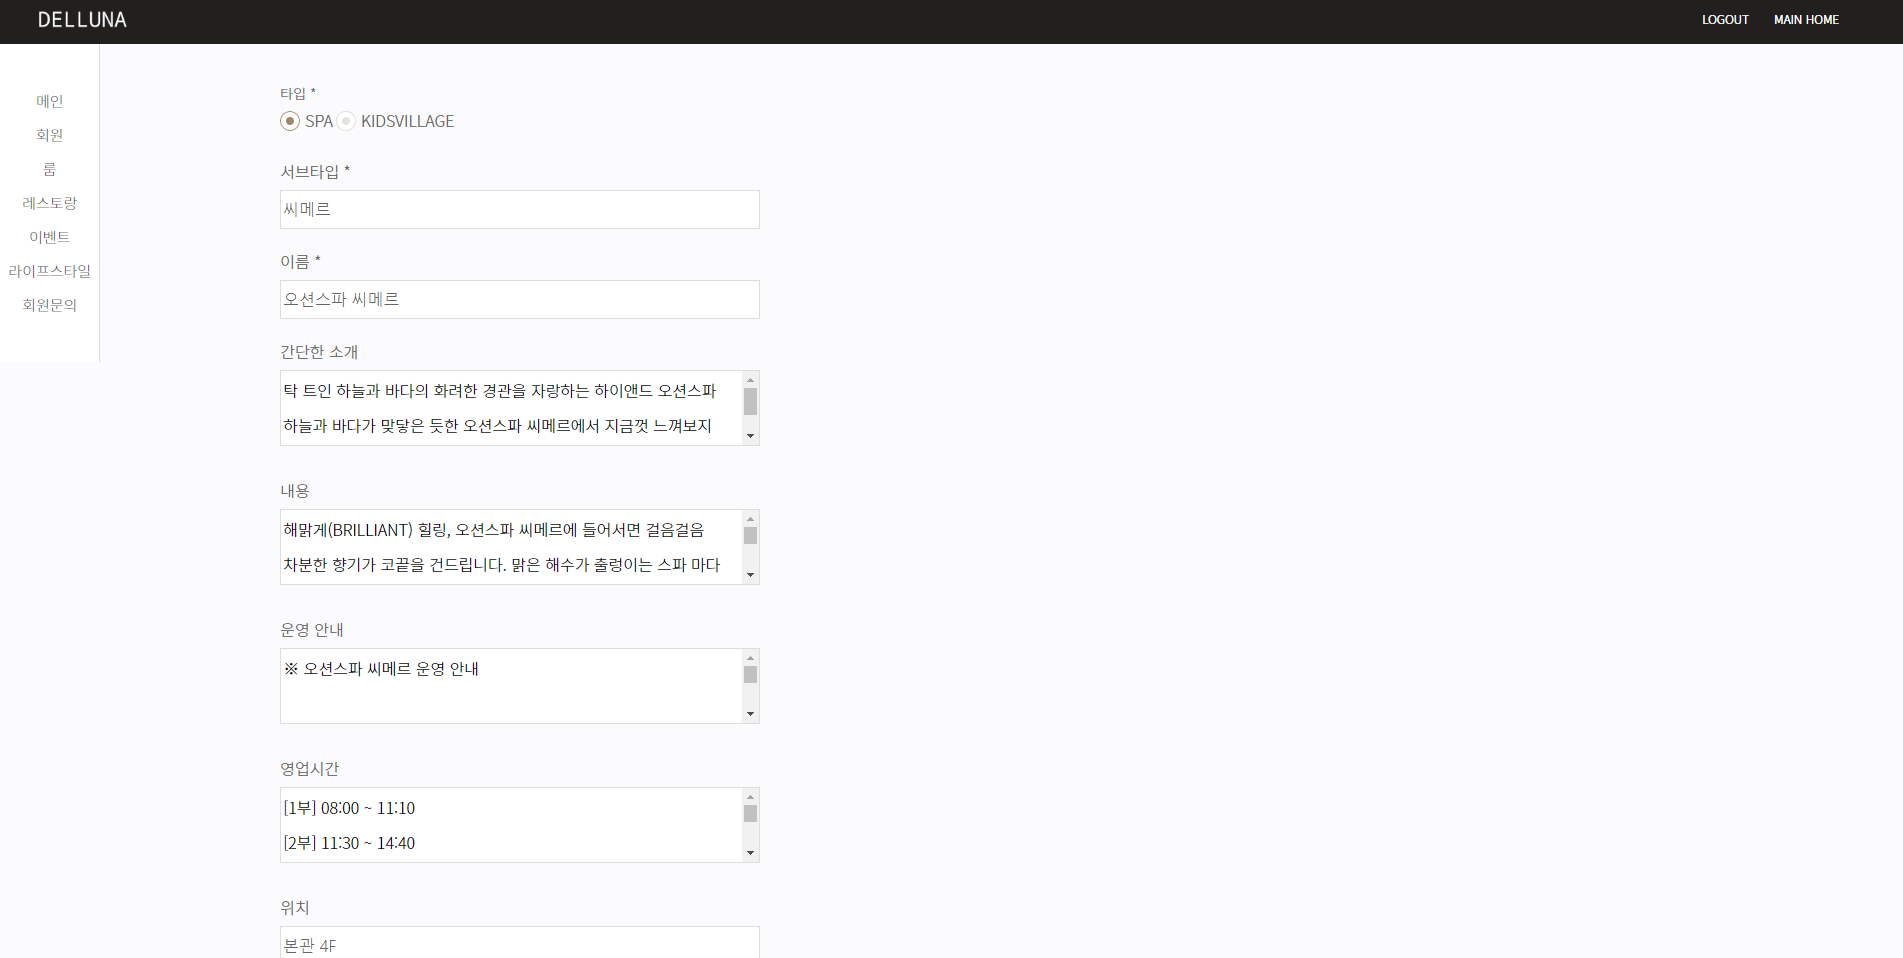 DELLUNA
LOGOUT MAIN HOME
메인
회원
룸
레스토랑
이벤트
라이프스타일
회원문의
타입 *
SPA KIDSVILLAGE
서브타입 *
씨메르
이름 *
오션스파 씨메르
간단한 소개
탁 트인 하늘과 바다의 화려한 경관을 자랑하는 하이앤드 오션스파
하늘과 바다가 맞닿은 듯한 오션스파 씨메르에서 지금껏 느껴보지
내용
해맑게(BRILLIANT) 힐링, 오션스파 씨메르에 들어서면 걸음걸음
차분한 향기가 코끝을 건드립니다. 맑은 해수가 출렁이는 스파 마다
운영 안내
※ 오션스파 씨메르 운영 안내
영업시간
[1부] 08:00 ~ 11:10
[2부] 11:30 ~ 14:40
위치
본관 4F